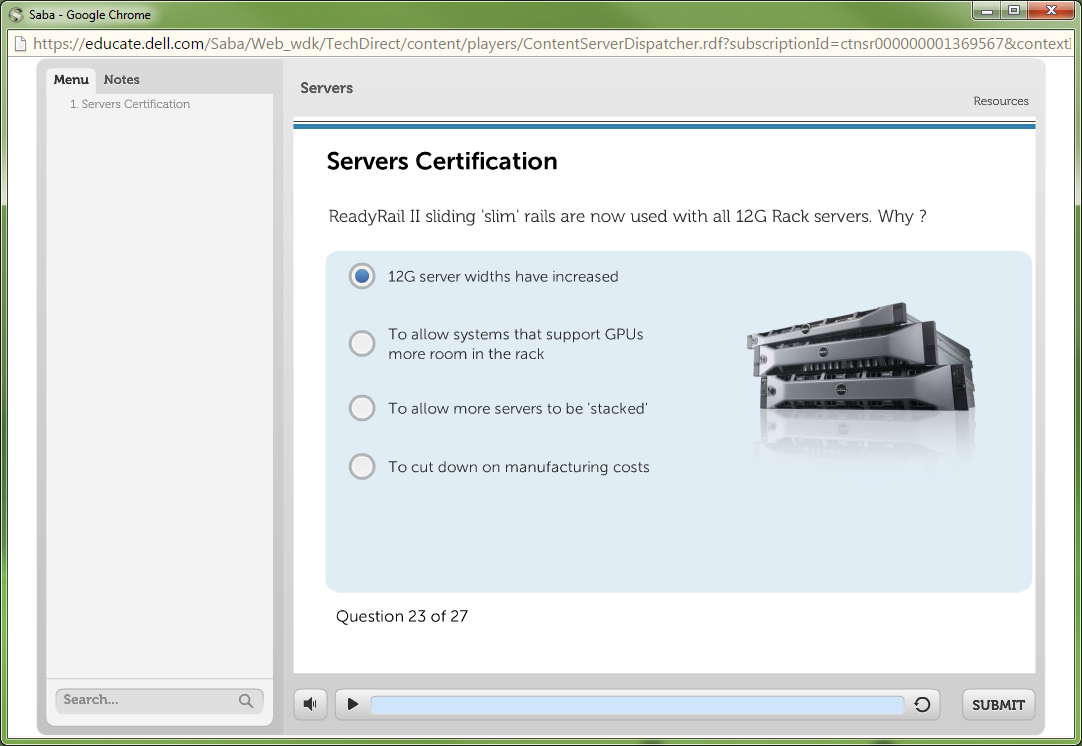 Saba - Google Chrome
https://educate.dell.com/Saba/Web_wdk/TechDirect/content/players/ContentServerDispatcher.rdf?subscriptionId=ctnsr000000001369567&context
Menu
Notes
1. Servers Certification
Servers
Resources
Servers Certification
ReadyRail II sliding 'slim' rails are now used with all 12G Rack servers. Why ?
12G server widths have increased
To allow systems that support GPUs
more room in the rack
To allow more servers to be 'stacked'
To cut down on manufacturing costs
Question 23 of 27
Search...
SUBMIT